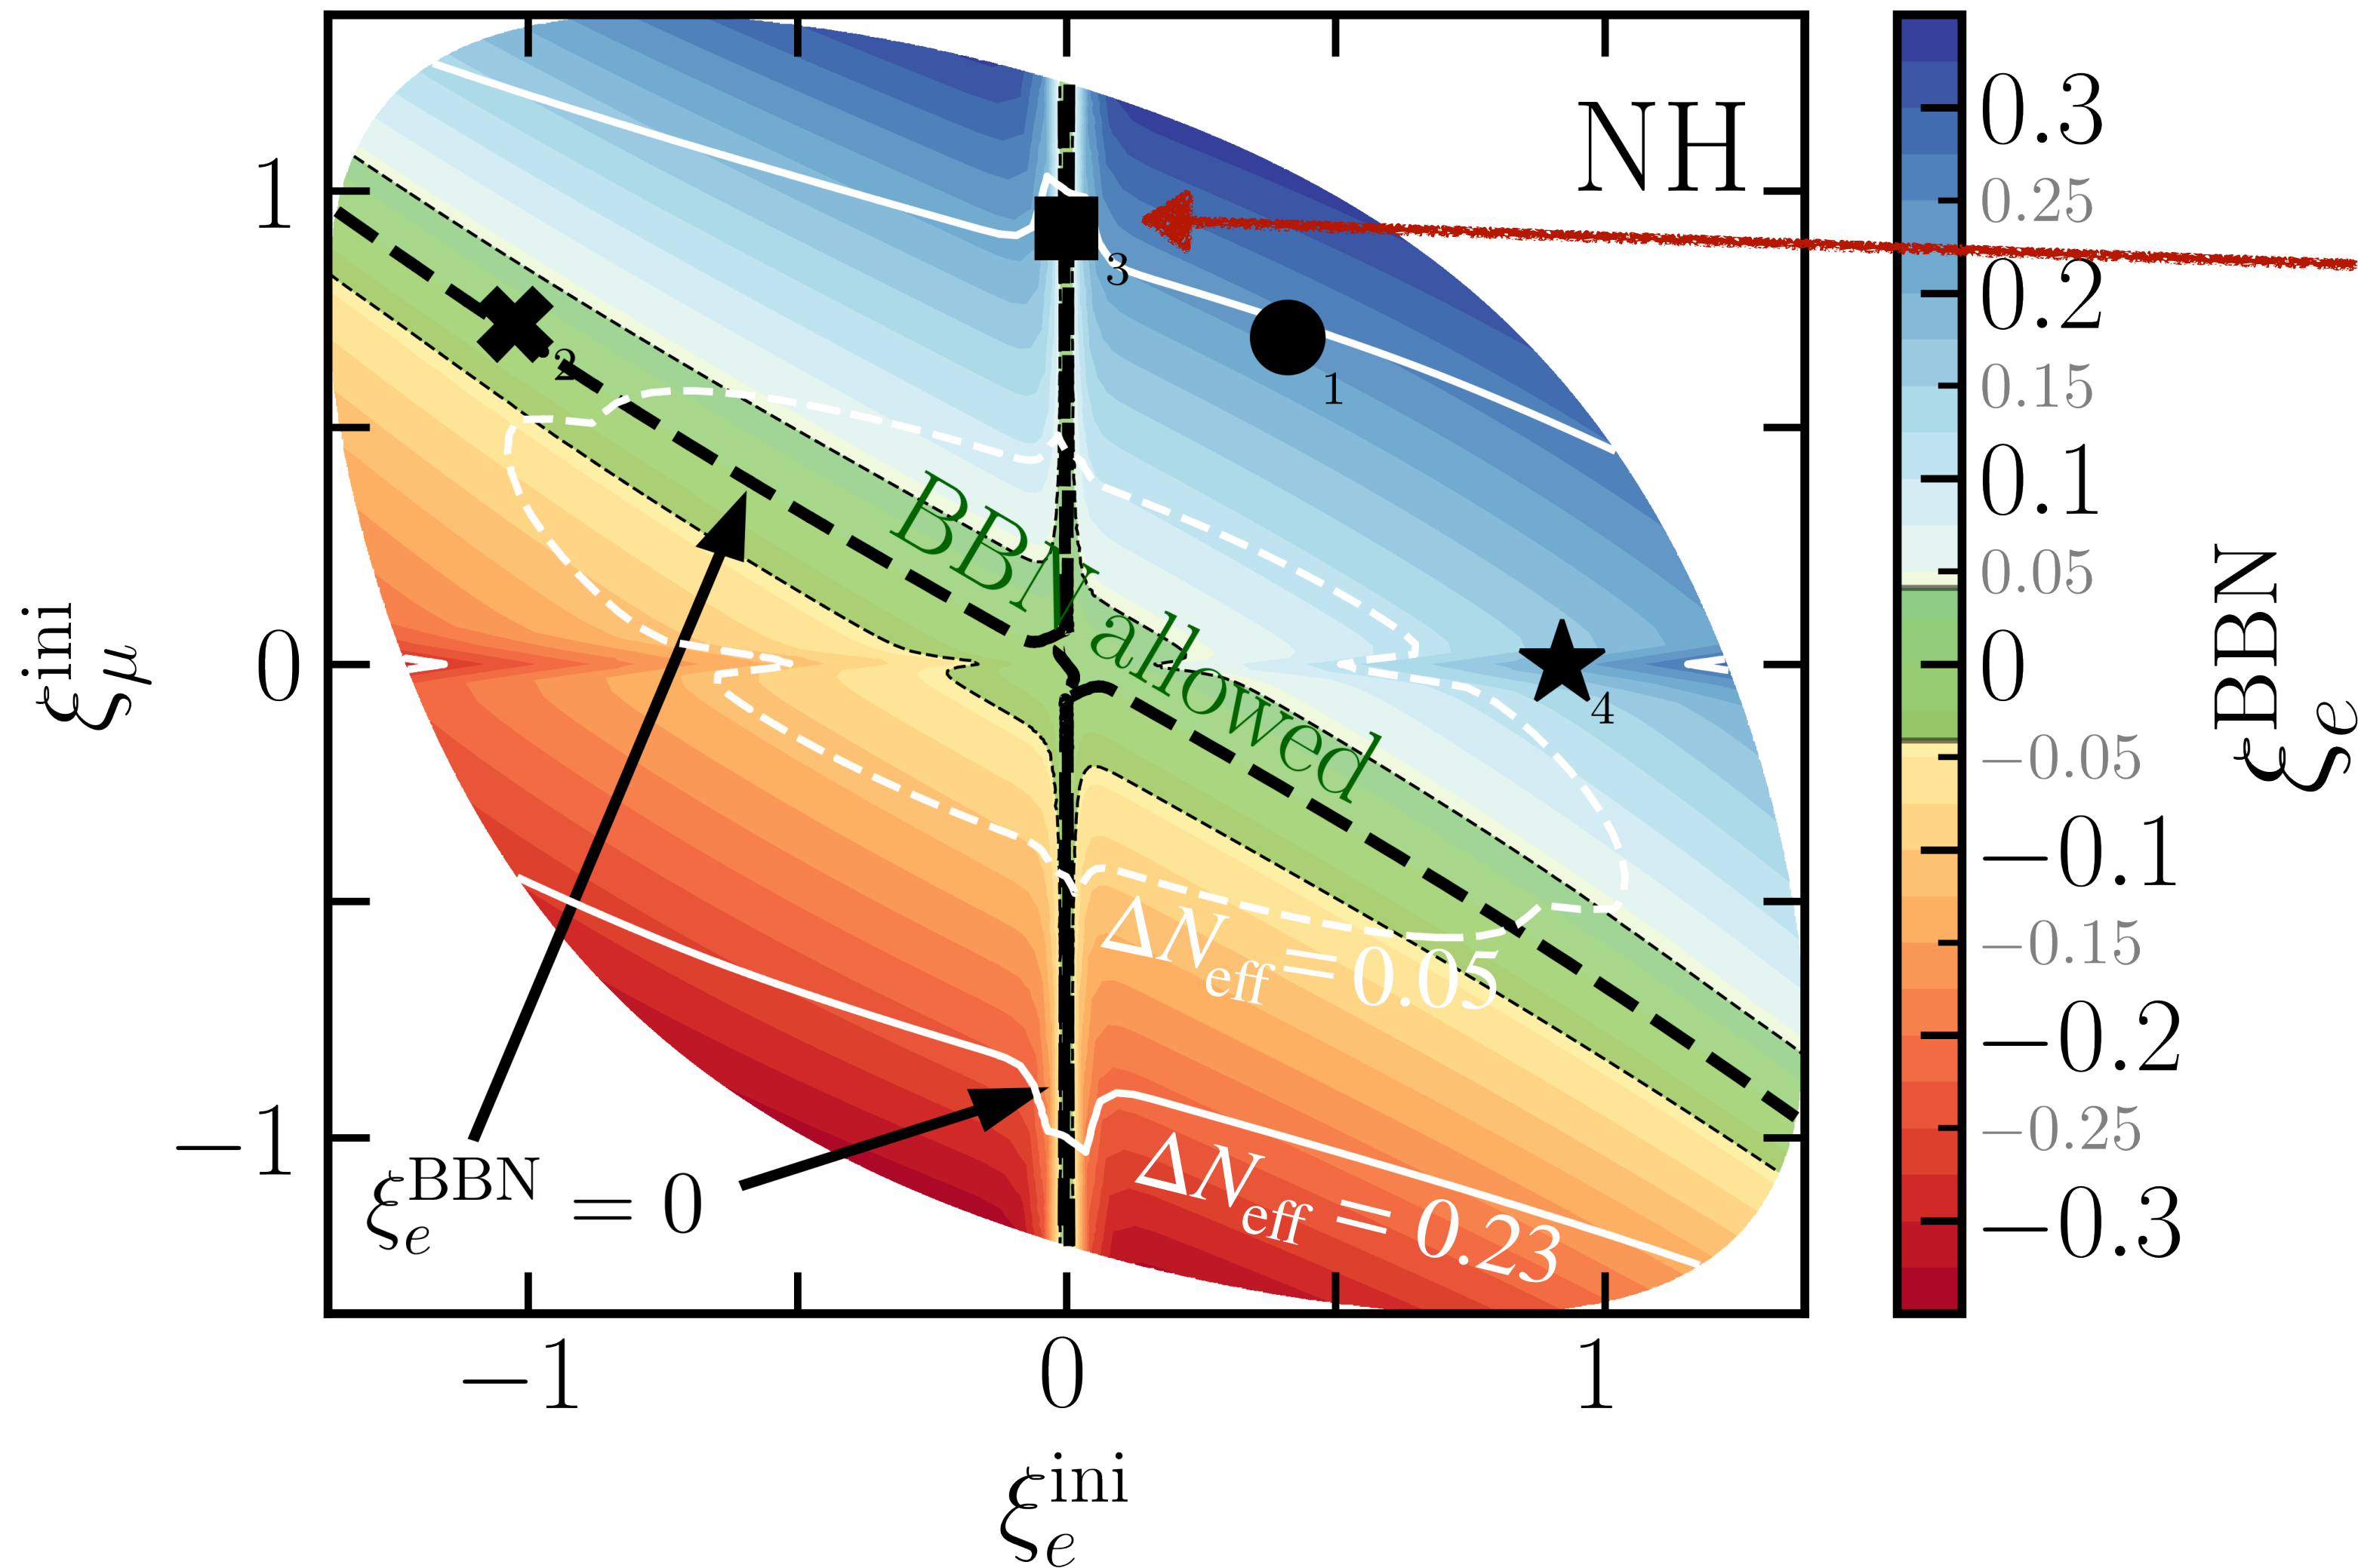 NH
1
0
−1
ξ_μ^ini
3
1
2
4
BBN allowed
ΔN_eff = 0.05
ΔN_eff = 0.23
ξ_e^BBN = 0
−1
0
1
ξ_e^ini
0.3
0.25
0.2
0.15
0.1
0.05
0
−0.05
−0.1
−0.15
−0.2
−0.25
−0.3
ξ_e^BBN